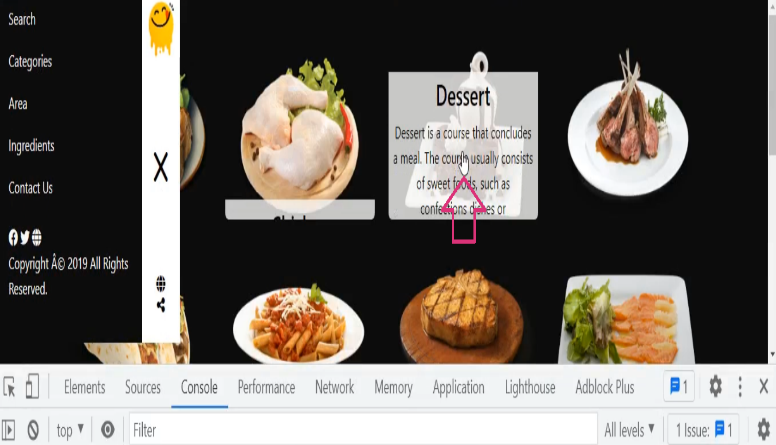 Search
Categories
Area
Ingredients
Contact Us
Copyright Â© 2019 All Rights
Reserved.
Dessert
Dessert is a course that concludes
a meal. The course usually consists
of sweet foods, such as
confections dishes or
Elements Sources Console Performance Network Memory Application Lighthouse Adblock Plus 1
top Filter All levels 1 Issue: 1